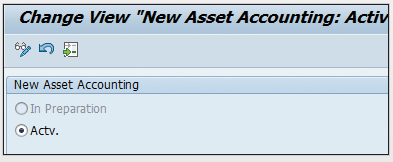 Change View "New Asset Accounting: Activ
New Asset Accounting
In Preparation
Actv.